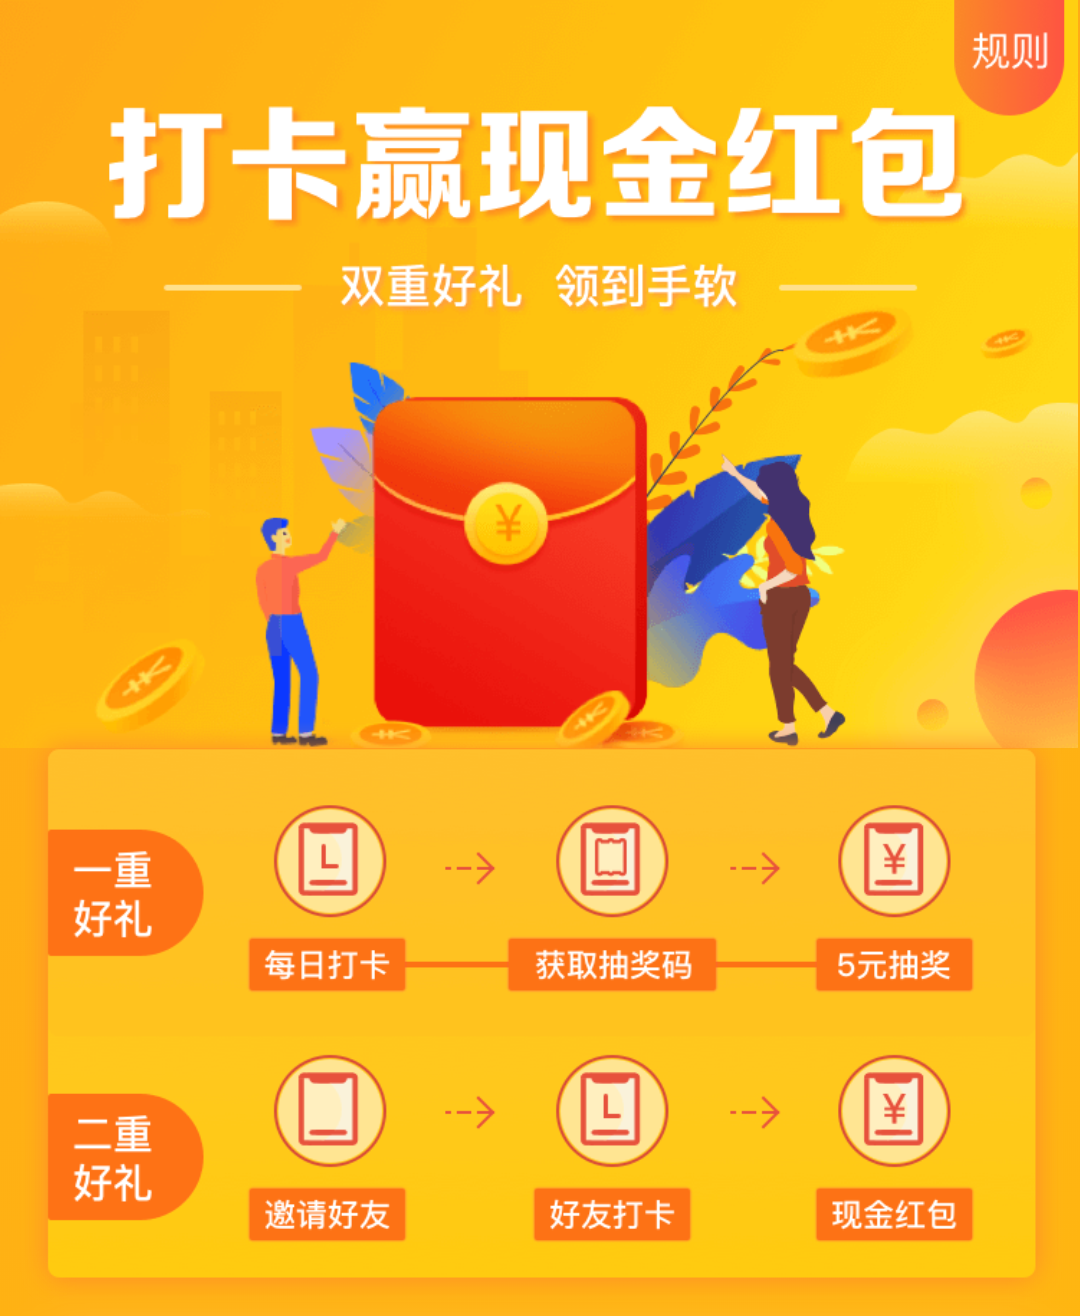 规则
打卡赢现金红包
双重好礼 领到手软
¥
一重
好礼
¥
每日打卡
获取抽奖码
5元抽奖
二重
好礼
¥
邀请好友
好友打卡
现金红包